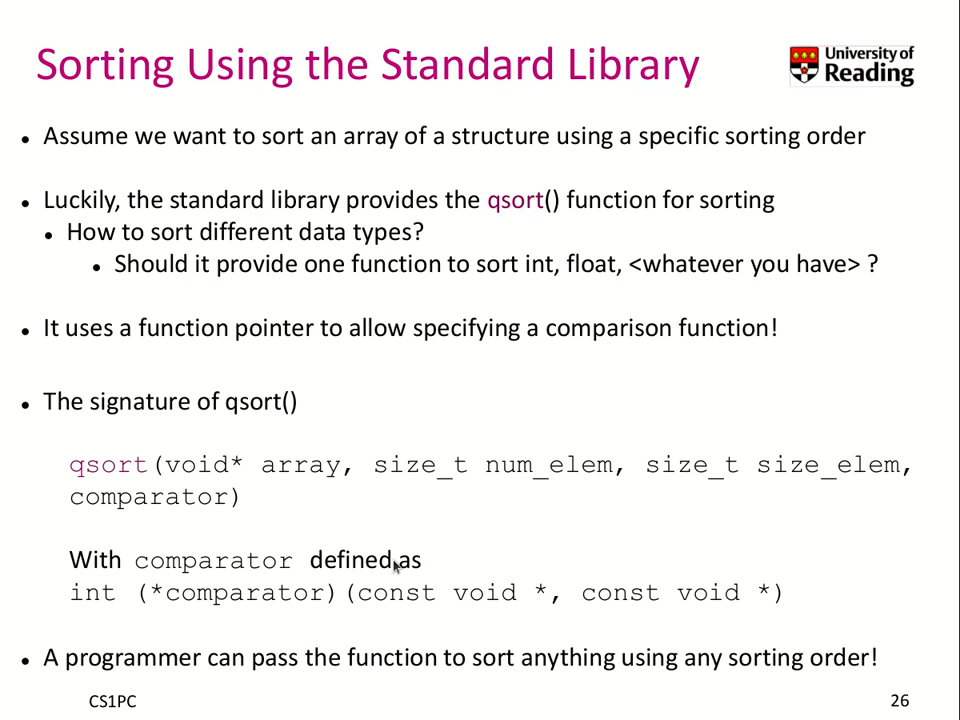 Sorting Using the Standard Library
University of
Reading
Assume we want to sort an array of a structure using a specific sorting order
Luckily, the standard library provides the qsort() function for sorting
How to sort different data types?
Should it provide one function to sort int, float, <whatever you have> ?
It uses a function pointer to allow specifying a comparison function!
The signature of qsort()
qsort(void* array, size_t num_elem, size_t size_elem,
comparator)
With comparator defined as
int (*comparator)(const void *, const void *)
A programmer can pass the function to sort anything using any sorting order!
CS1PC
26